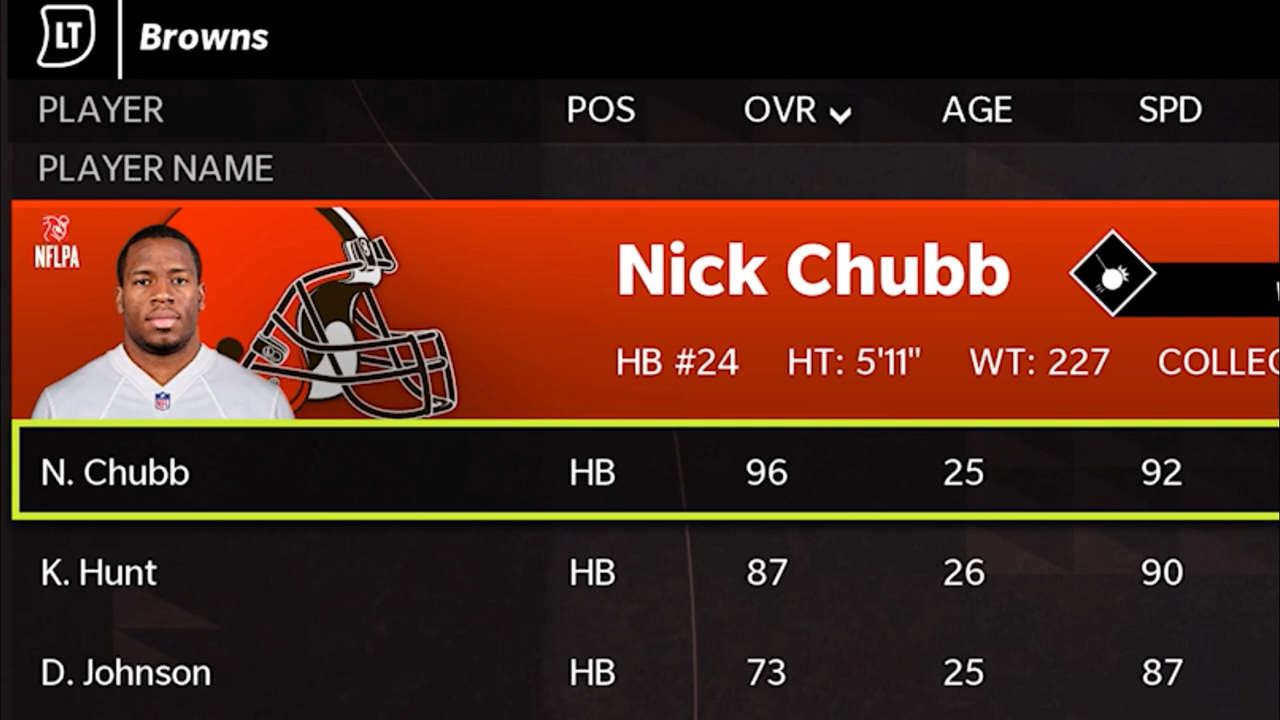 LT Browns
PLAYER POS OVR AGE SPD
PLAYER NAME
NFLPA
Nick Chubb
HB #24 HT: 5'11" WT: 227
N. Chubb HB 96 25 92
K. Hunt HB 87 26 90
D. Johnson HB 73 25 87